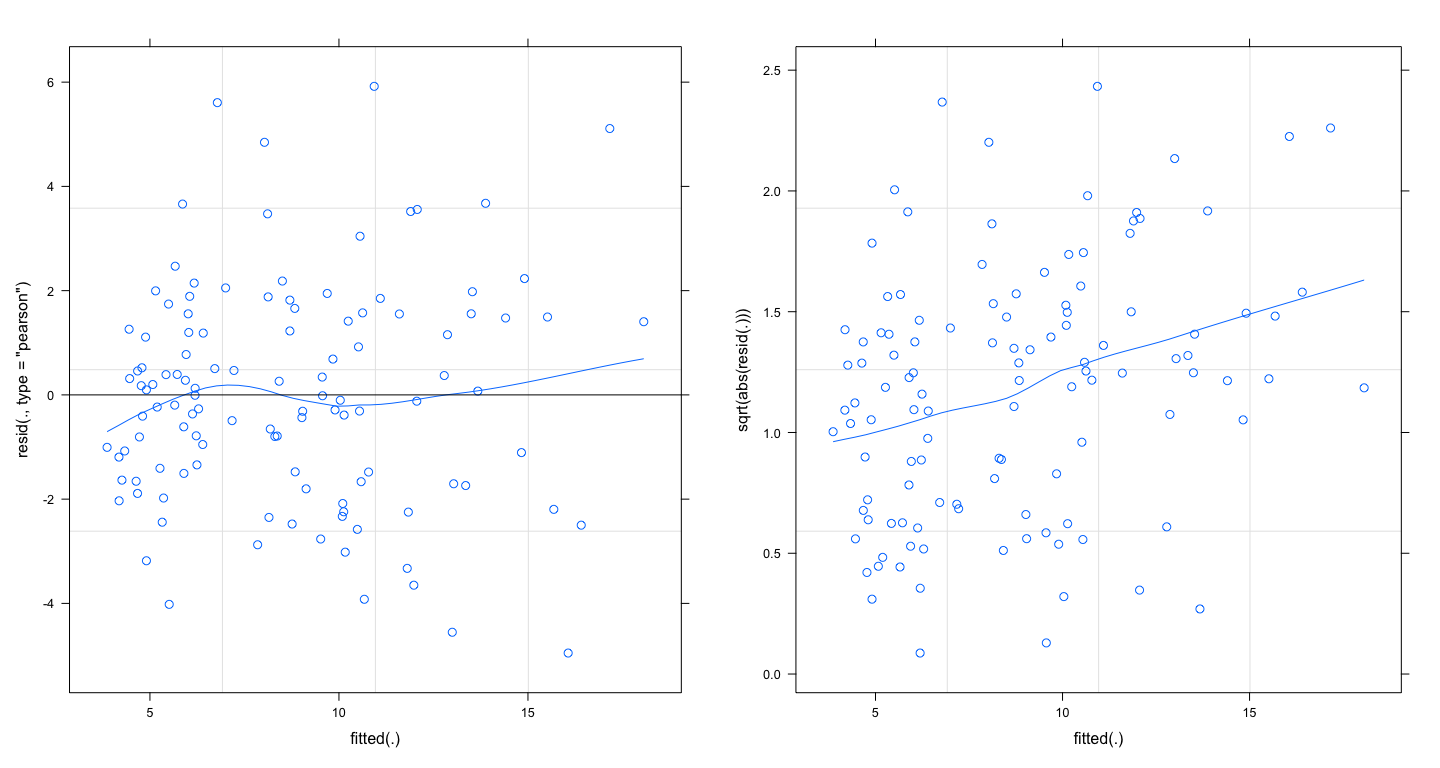 resid(., type = "pearson")
6
4
2
0
-2
-4
5 10 15
fitted(.)
sqrt(abs(resid(.)))
2.5
2.0
1.5
1.0
0.5
0.0
5 10 15
fitted(.)